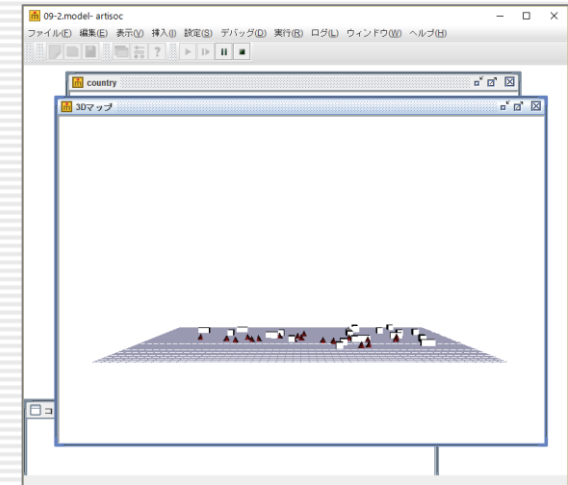 09-2.model- artisoc
ファイル(F) 編集(E) 表示(V) 挿入(I) 設定(S) デバッグ(D) 実行(R) ログ(L) ウィンドウ(W) ヘルプ(H)
country
3Dマップ
コ